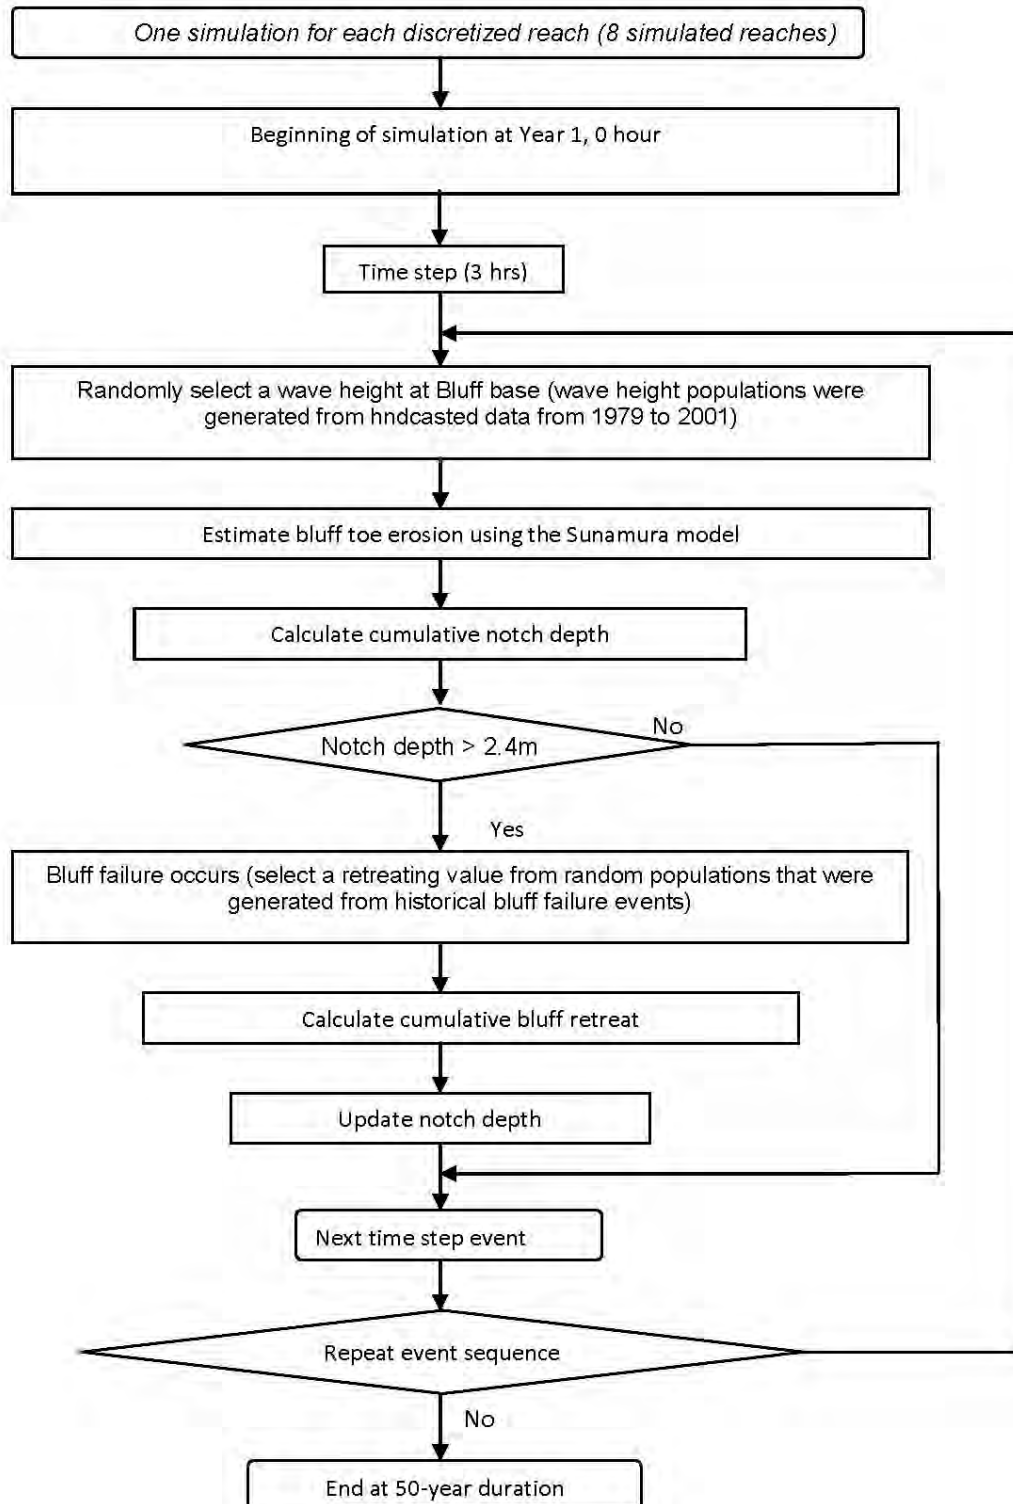 One simulation for each discretized reach (8 simulated reaches)
Beginning of simulation at Year 1, 0 hour
Time step (3 hrs)
Randomly select a wave height at Bluff base (wave height populations were
generated from hndcasted data from 1979 to 2001)
Estimate bluff toe erosion using the Sunamura model
Calculate cumulative notch depth
Notch depth > 2.4m
No
Yes
Bluff failure occurs (select a retreating value from random populations that were
generated from historical bluff failure events)
Calculate cumulative bluff retreat
Update notch depth
Next time step event
Repeat event sequence
No
End at 50-year duration